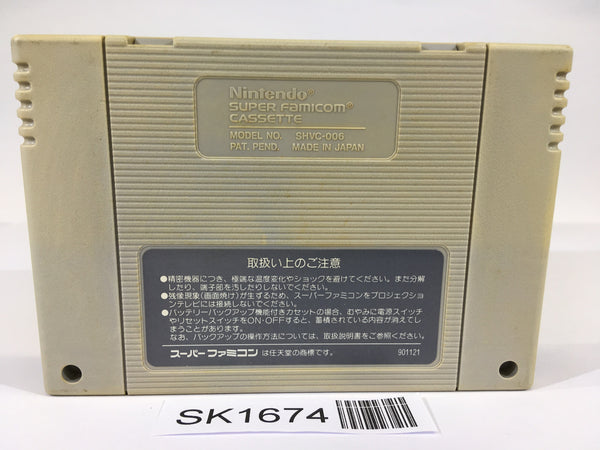 Nintendo®
SUPER FAMICOM®
CASSETTE
MODEL NO. SHVC-006
PAT. PEND. MADE IN JAPAN
取扱い上のご注意
●精密機器につき、極端な温度変化やショックを避けてください。また分解
したり、端子部を汚したりしないでください。
●残像現象(画面焼け)が生ずるため、スーパーファミコンをプロジェクショ
ンテレビには接続しないでください。
●バッテリーバックアップ機能付きカセットの場合、むやみに電源スイッチ
やリセットスイッチをON・OFFすると、蓄積されている内容が消えてし
まうことがあります。
なお、バックアップの操作方法については、取扱説明書をご参照ください。
スーパーファミコンは任天堂の商標です。 901121
SK1674